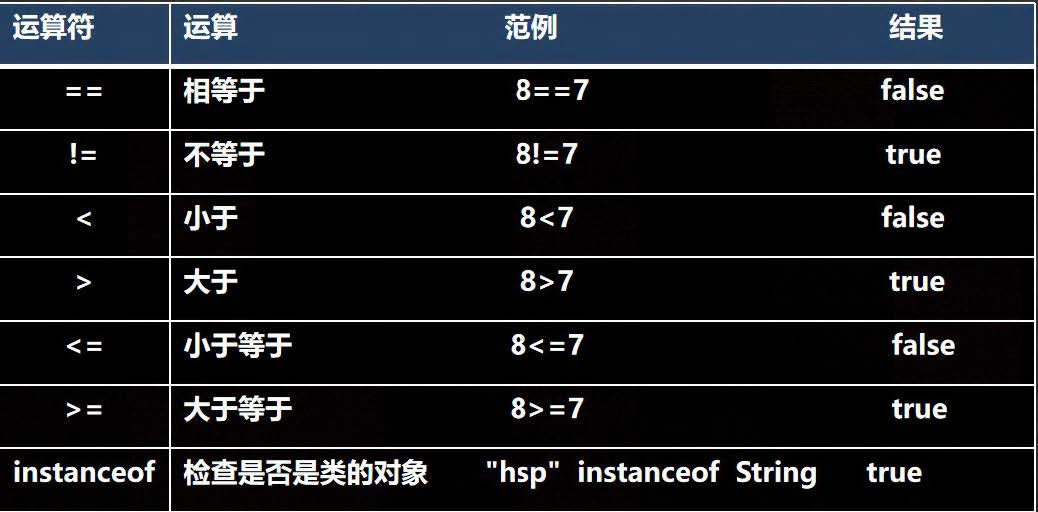 运算符 运算 范例 结果
== 相等于 8==7 false
!= 不等于 8!=7 true
< 小于 8<7 false
> 大于 8>7 true
<= 小于等于 8<=7 false
>= 大于等于 8>=7 true
instanceof 检查是否是类的对象 "hsp" instanceof String true